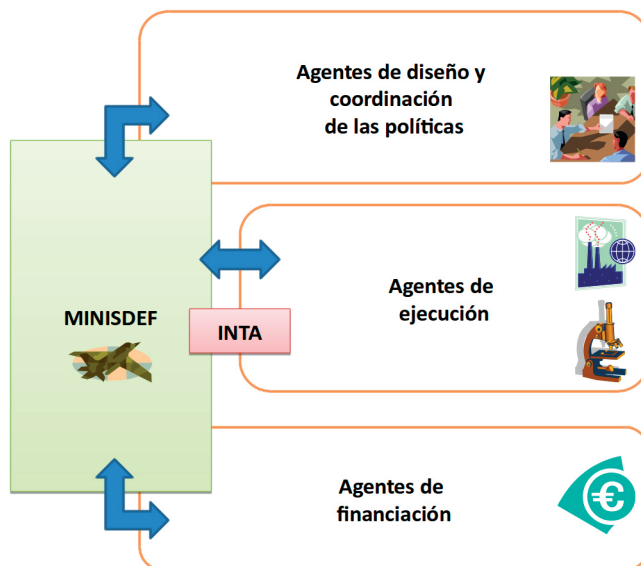 Agentes de diseño y
coordinación
de las políticas
Agentes de
ejecución
MINISDEF
INTA
Agentes de
financiación
€